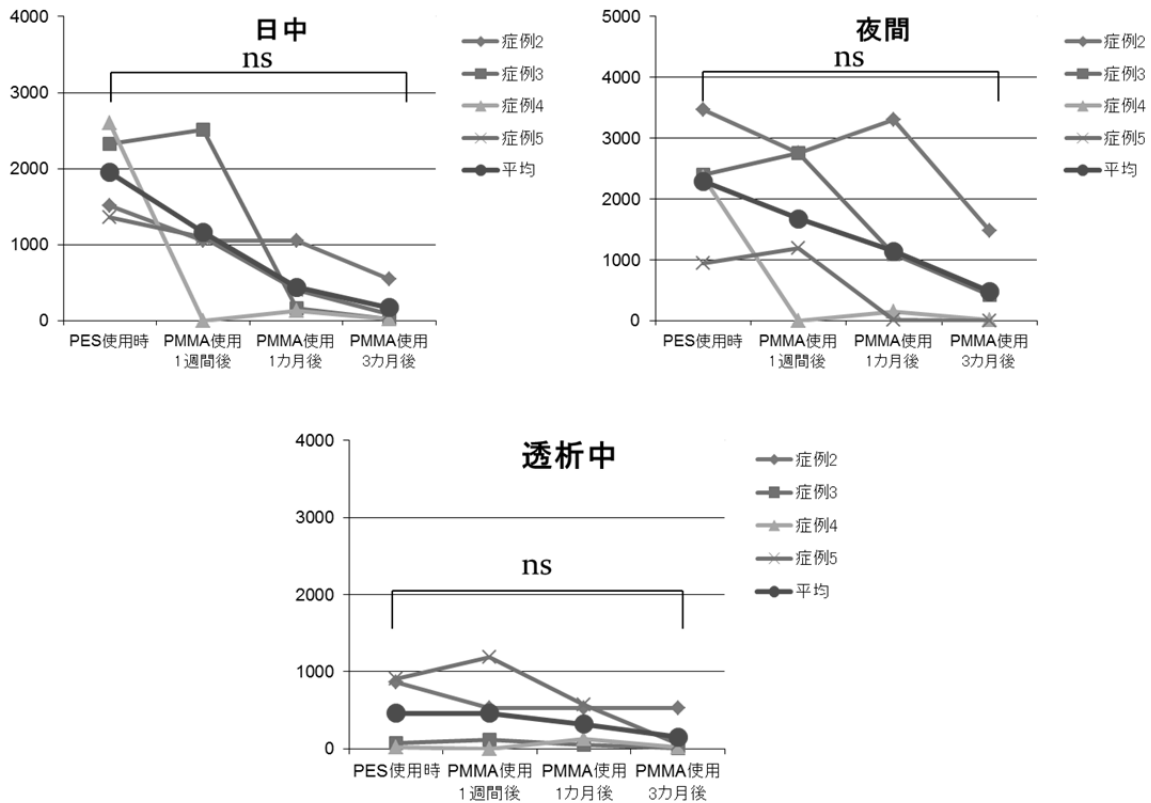 日中
ns
4000
3000
2000
1000
0
PES使用時
PMMA使用
1週間後
PMMA使用
1カ月後
PMMA使用
3カ月後
症例2
症例3
症例4
症例5
平均
夜間
ns
5000
4000
3000
2000
1000
0
PES使用時
PMMA使用
1週間後
PMMA使用
1カ月後
PMMA使用
3カ月後
症例2
症例3
症例4
症例5
平均
透析中
ns
4000
3000
2000
1000
0
PES使用時
PMMA使用
1週間後
PMMA使用
1カ月後
PMMA使用
3カ月後
症例2
症例3
症例4
症例5
平均